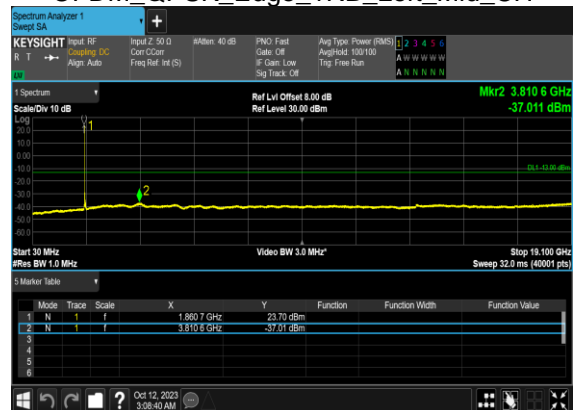 Spectrum Analyzer 1
Swept SA
+
KEYSIGHT Input: RF Input Z: 50 Ω #Atten: 40 dB PNO: Fast Avg Type: Power (RMS) 1 2 3 4 5 6
R T Coupling: DC Corr CCorr Gate: Off Avg|Hold: 100/100 A W W W W W
Align: Auto Freq Ref: Int (S) IF Gain: Low Trig: Free Run
LW Sig Track: Off A N N N N N
1 Spectrum Ref Lvl Offset 8.00 dB Mkr2 3.810 6 GHz
Scale/Div 10 dB Ref Level 30.00 dBm -37.011 dBm
Log
20.0
1
10.0
0.00
-10.0
DL1 -13.00 dBm
-20.0
-30.0
2
-40.0
-50.0
-60.0
Start 30 MHz Video BW 3.0 MHz* Stop 19.100 GHz
#Res BW 1.0 MHz Sweep 32.0 ms (40001 pts)
5 Marker Table
Mode Trace Scale X Y Function Function Width Function Value
1 N 1 f 1.860 7 GHz 23.70 dBm
2 N 1 f 3.810 6 GHz -37.01 dBm
3
4
5
6
? Oct 12, 2023
3:08:40 AM